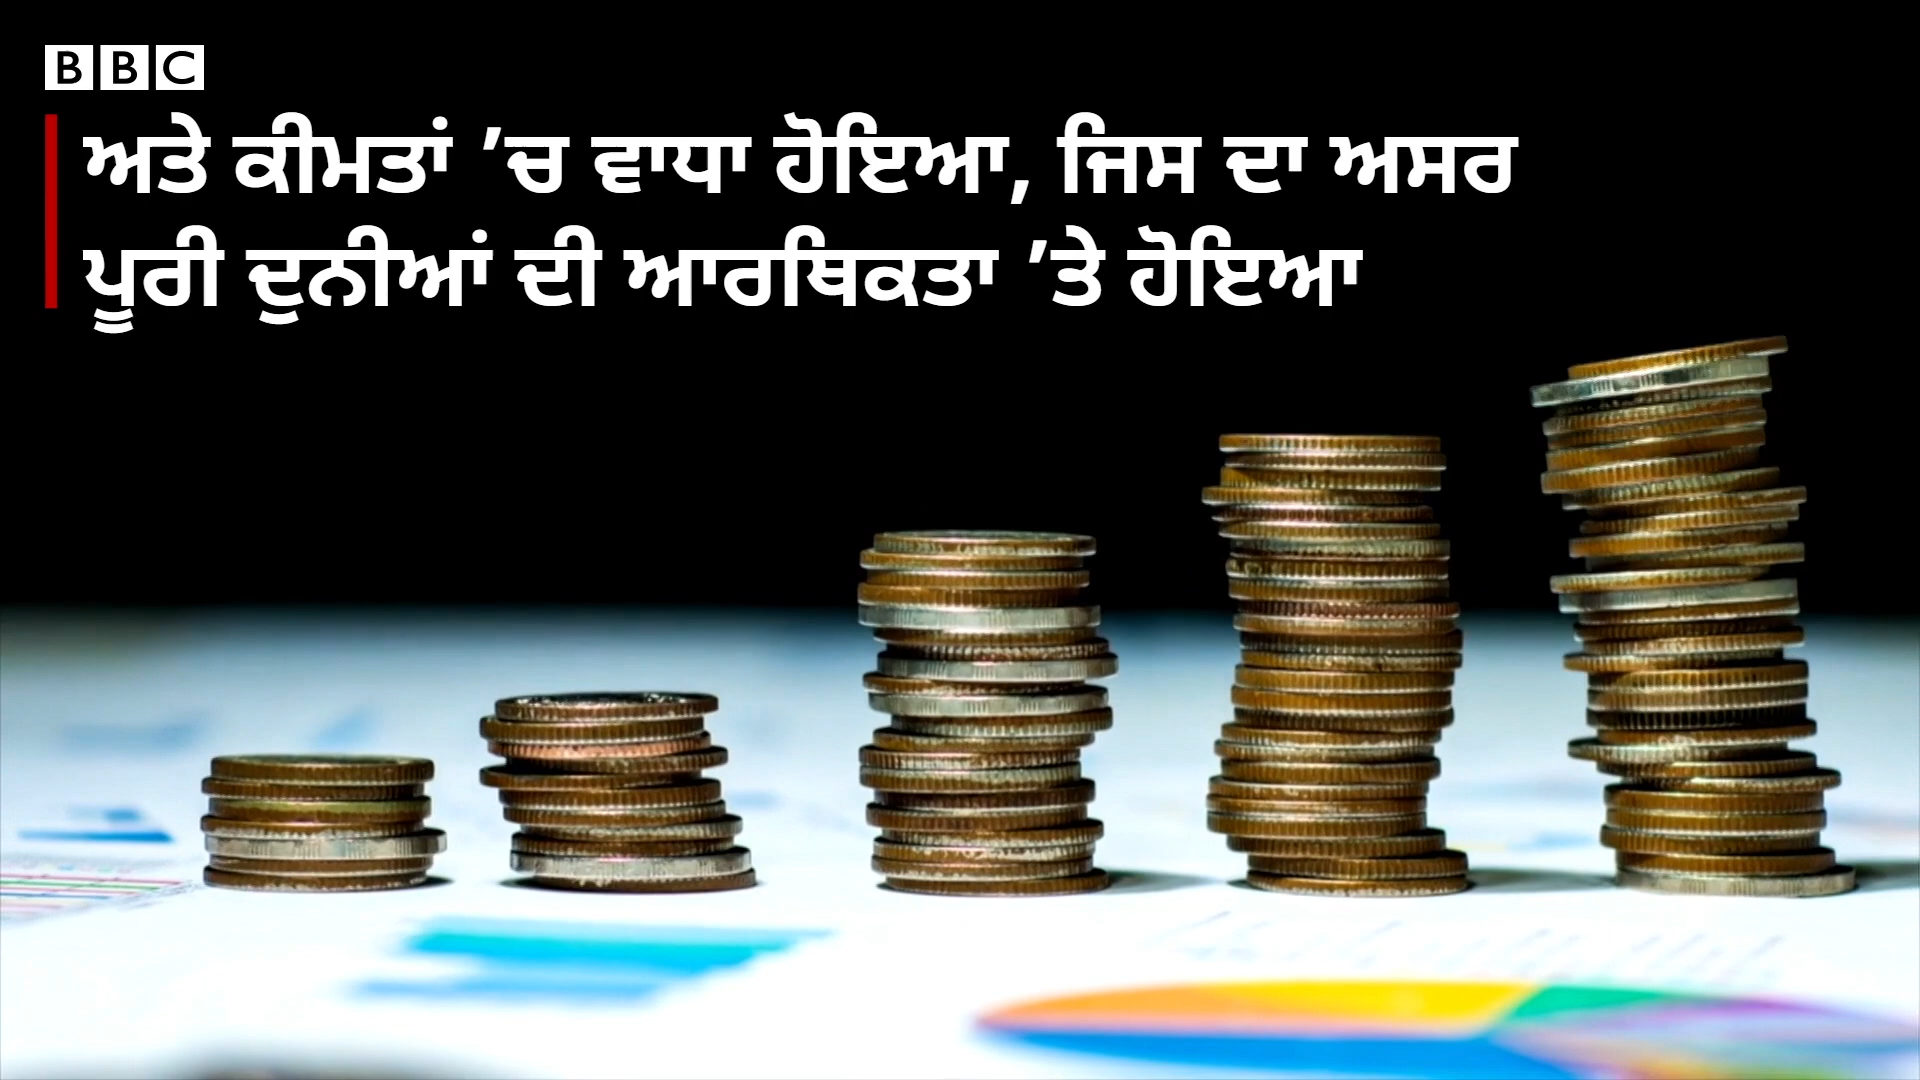 BBC
ਅਤੇ ਕੀਮਤਾਂ ’ਚ ਵਾਧਾ ਹੋਇਆ, ਜਿਸ ਦਾ ਅਸਰ
ਪੂਰੀ ਦੁਨੀਆਂ ਦੀ ਆਰਥਿਕਤਾ ’ਤੇ ਹੋਇਆ